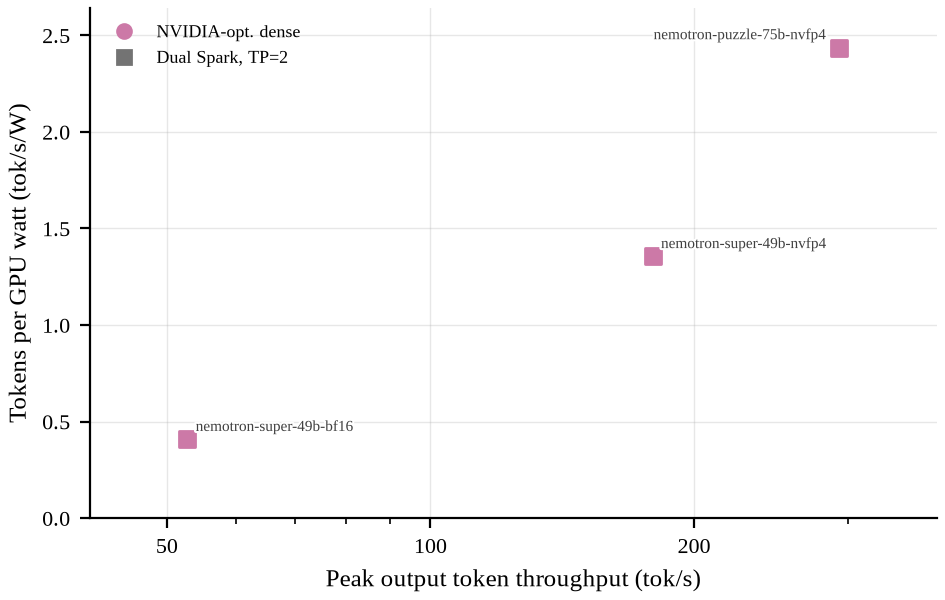 NVIDIA-opt. dense
Dual Spark, TP=2
nemotron-puzzle-75b-nvfp4
nemotron-super-49b-nvfp4
nemotron-super-49b-bf16
Tokens per GPU watt (tok/s/W)
2.5
2.0
1.5
1.0
0.5
0.0
50
100
200
Peak output token throughput (tok/s)